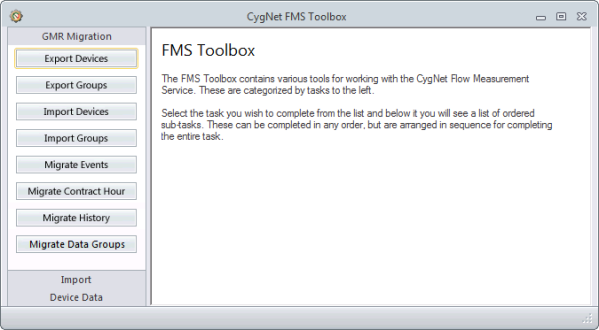 CygNet FMS Toolbox
GMR Migration
Export Devices
Export Groups
Import Devices
Import Groups
Migrate Events
Migrate Contract Hour
Migrate History
Migrate Data Groups
Import
Device Data
FMS Toolbox
The FMS Toolbox contains various tools for working with the CygNet Flow Measurement
Service. These are categorized by tasks to the left.
Select the task you wish to complete from the list and below it you will see a list of ordered
sub-tasks. These can be completed in any order, but are arranged in sequence for completing
the entire task.